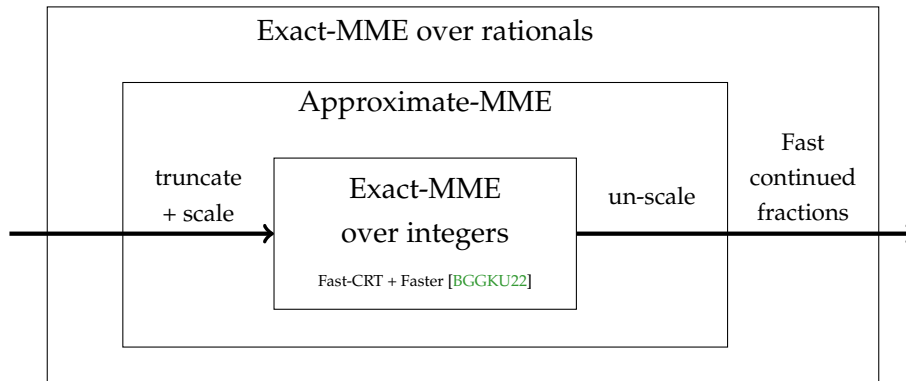 Exact-MME over rationals
Approximate-MME
truncate
+ scale
Exact-MME
over integers
Fast-CRT + Faster [BGGKU22]
un-scale
Fast
continued
fractions